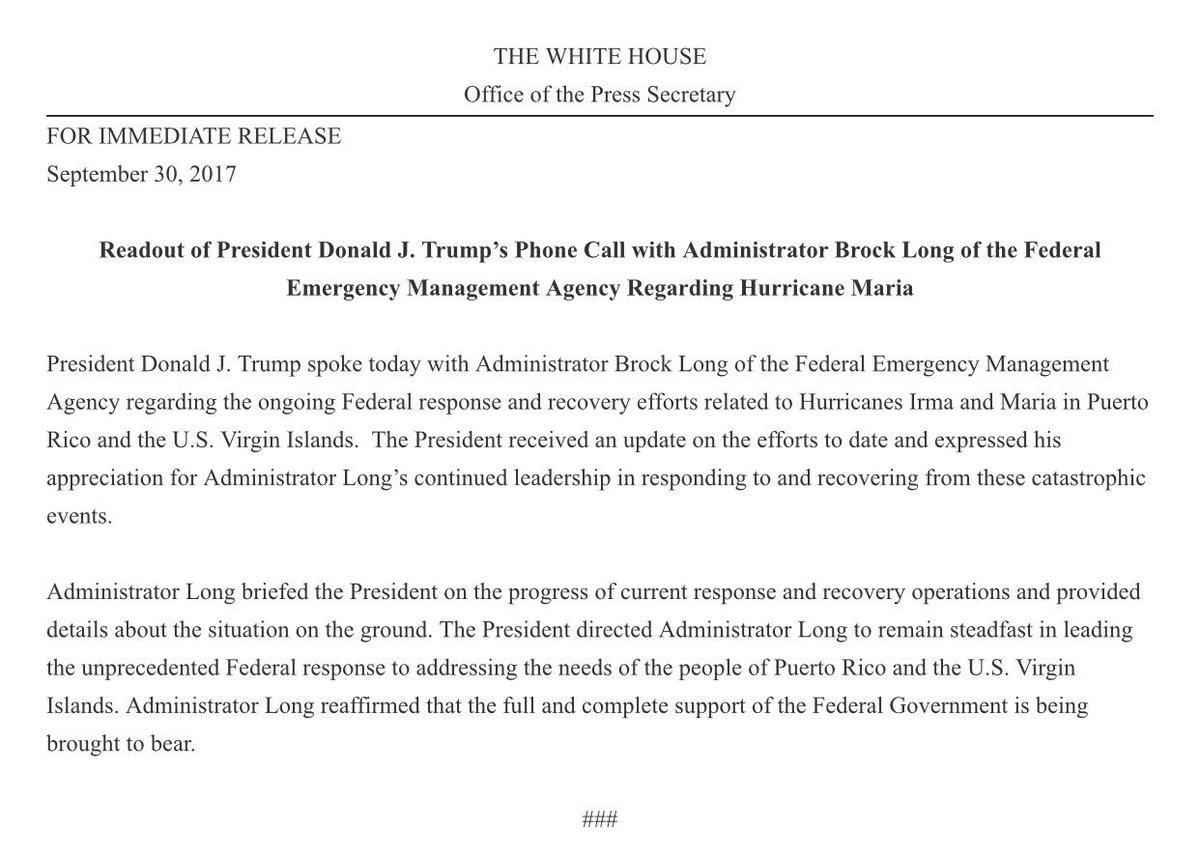 THE WHITE HOUSE
Office of the Press Secretary
FOR IMMEDIATE RELEASE
September 30, 2017
Readout of President Donald J. Trump’s Phone Call with Administrator Brock Long of the Federal
Emergency Management Agency Regarding Hurricane Maria
President Donald J. Trump spoke today with Administrator Brock Long of the Federal Emergency Management
Agency regarding the ongoing Federal response and recovery efforts related to Hurricanes Irma and Maria in Puerto
Rico and the U.S. Virgin Islands.  The President received an update on the efforts to date and expressed his
appreciation for Administrator Long’s continued leadership in responding to and recovering from these catastrophic
events.
Administrator Long briefed the President on the progress of current response and recovery operations and provided
details about the situation on the ground. The President directed Administrator Long to remain steadfast in leading
the unprecedented Federal response to addressing the needs of the people of Puerto Rico and the U.S. Virgin
Islands. Administrator Long reaffirmed that the full and complete support of the Federal Government is being
brought to bear.
###